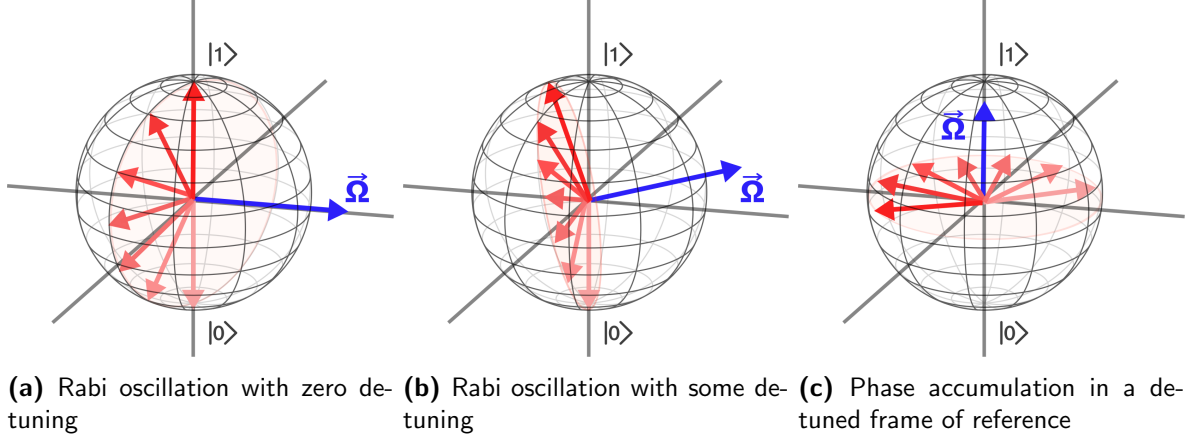 |1⟩
|1⟩
|1⟩
Ω⃗
Ω⃗
Ω⃗
|0⟩
|0⟩
|0⟩
(a) Rabi oscillation with zero de-
tuning
(b) Rabi oscillation with some de-
tuning
(c) Phase accumulation in a de-
tuned frame of reference